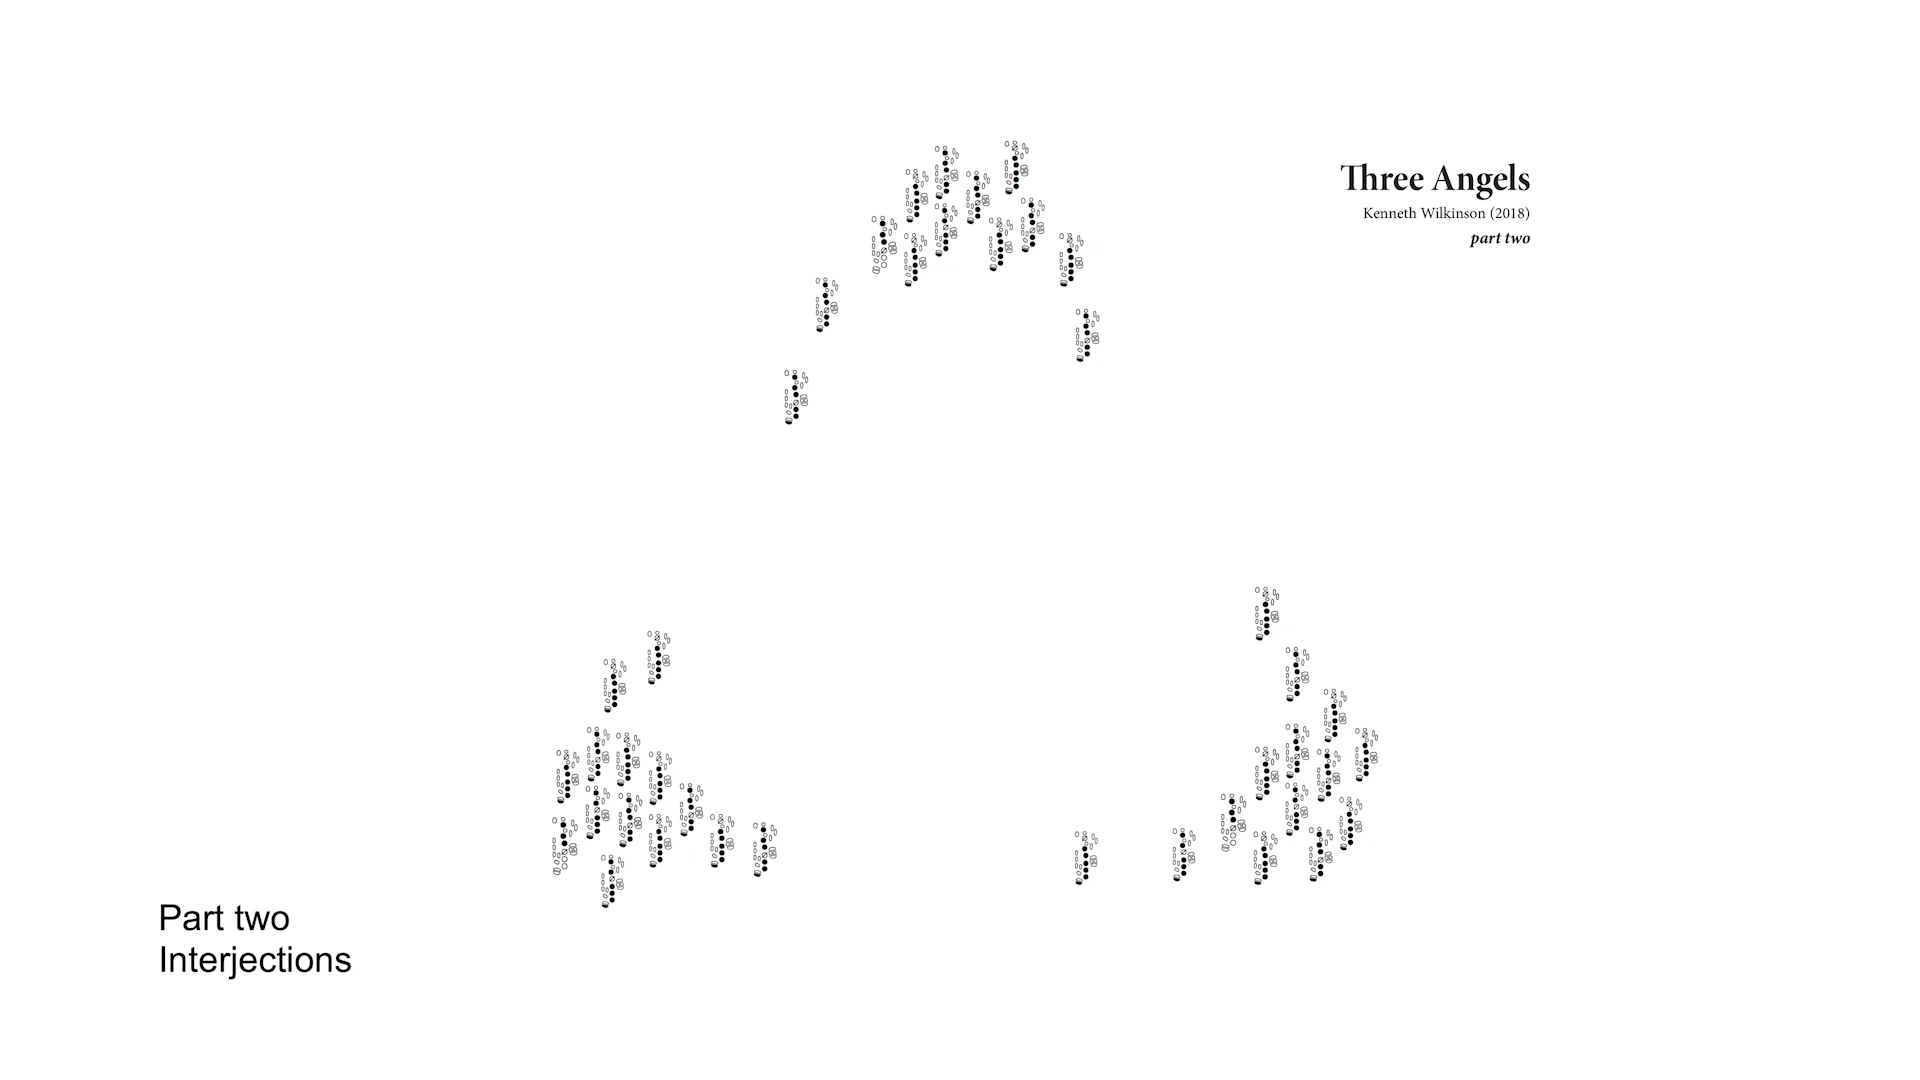 Three Angels
Kenneth Wilkinson (2018)
part two
Part two
Interjections